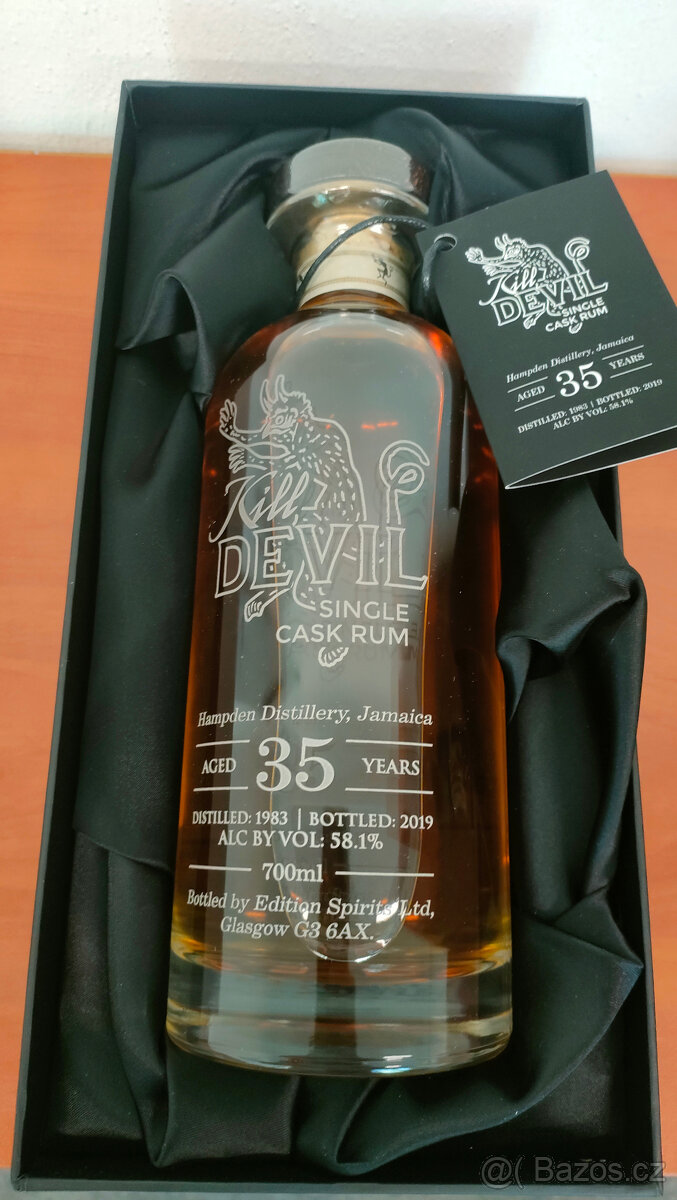 Kill
DEVIL
SINGLE
CASK RUM
Hampden Distillery, Jamaica
AGED 35 YEARS
DISTILLED: 1983 | BOTTLED: 2019
ALC BY VOL: 58.1%
700ml
Bottled by Edition Spirits Ltd,
Glasgow G3 6AX.
Kill
DEVIL
SINGLE
CASK RUM
Hampden Distillery, Jamaica
AGED 35 YEARS
DISTILLED: 1983 | BOTTLED: 2019
ALC BY VOL: 58.1%
@( Bazoš.cz